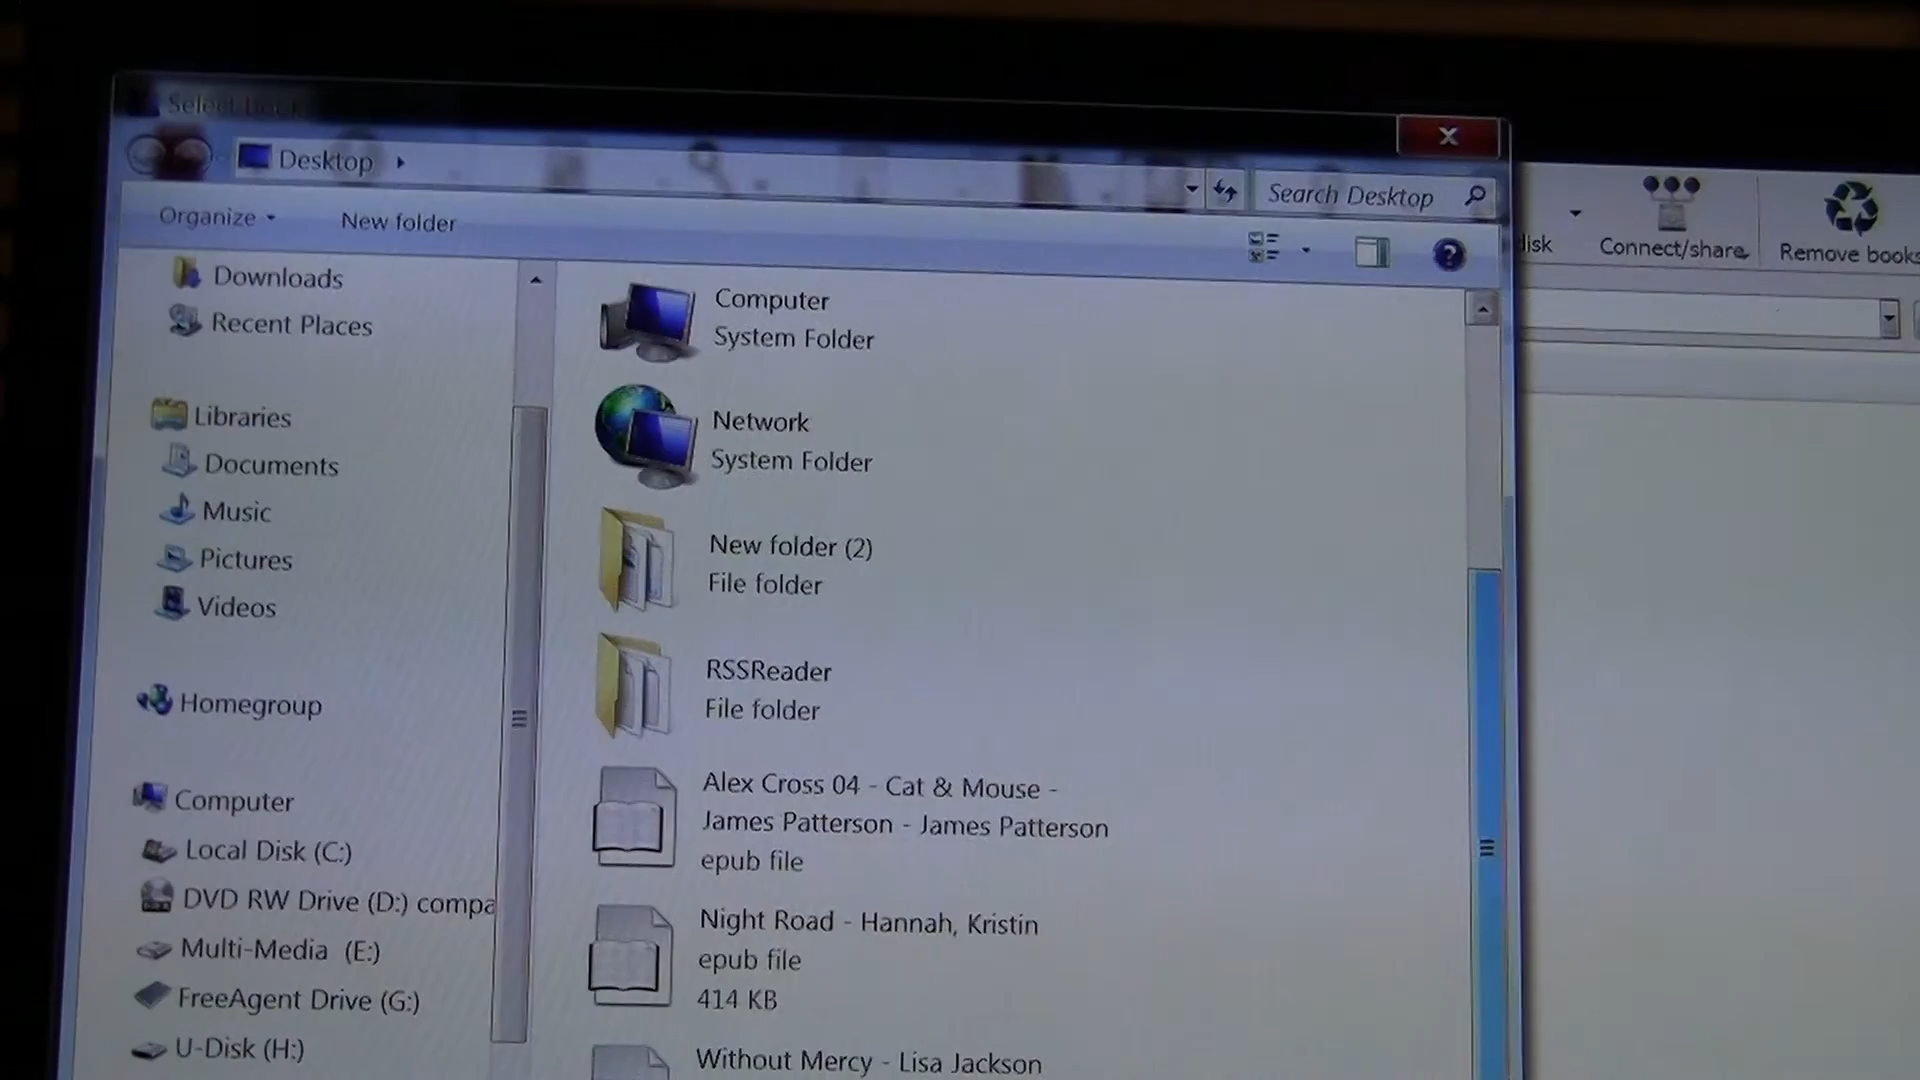 Select book
Desktop
Search Desktop
Organize
New folder
Downloads
Recent Places
Libraries
Documents
Music
Pictures
Videos
Homegroup
Computer
Local Disk (C:)
DVD RW Drive (D:) compa
Multi-Media (E:)
FreeAgent Drive (G:)
U-Disk (H:)
Computer
System Folder
Network
System Folder
New folder (2)
File folder
RSSReader
File folder
Alex Cross 04 - Cat & Mouse -
James Patterson - James Patterson
epub file
Night Road - Hannah, Kristin
epub file
414 KB
Without Mercy - Lisa Jackson
disk
Connect/share
Remove books